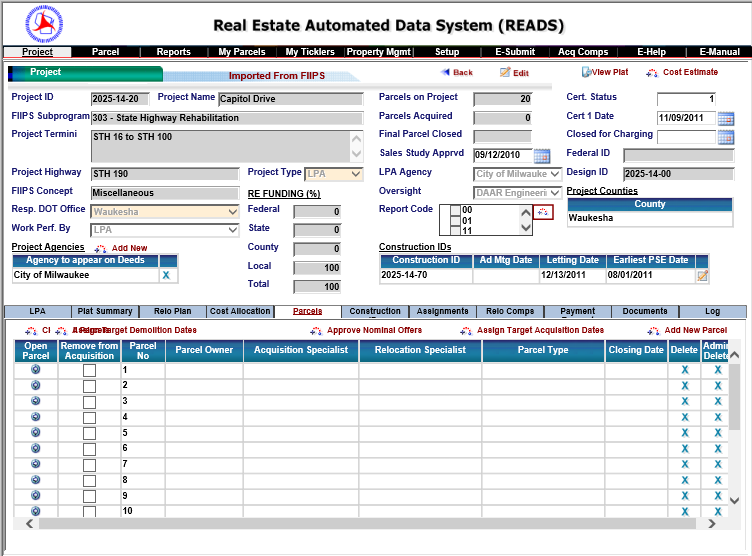 Real Estate Automated Data System (READS)
Project Parcel Reports My Parcels My Ticklers Property Mgmt Setup E-Submit Acq Comps E-Help E-Manual
Project Imported From FIIPS Back Edit View Plat Cost Estimate
Project ID 2025-14-20 Project Name Capitol Drive Parcels on Project 20 Cert. Status 1
FIIPS Subprogram 303 - State Highway Rehabilitation Parcels Acquired 0 Cert 1 Date 11/09/2011
Project Termini STH 16 to STH 100 Final Parcel Closed Closed for Charging
Sales Study Apprvd 09/12/2010 Federal ID
Project Highway STH 190 Project Type LPA LPA Agency City of Milwauke Design ID 2025-14-00
FIIPS Concept Miscellaneous RE FUNDING (%) Oversight DAAR Engineeri Project Counties
Resp. DOT Office Waukesha Federal 0 Report Code 00 County
Work Perf. By LPA State 0 01 Waukesha
11
Project Agencies Add New County 0 Construction IDs
Agency to appear on Deeds Local 100 Construction ID Ad Mtg Date Letting Date Earliest PSE Date
City of Milwaukee X Total 100 2025-14-70 12/13/2011 08/01/2011
LPA Plat Summary Relo Plan Cost Allocation Parcels Construction Assignments Relo Comps Payment Documents Log
Target Demolition Dates Approve Nominal Offers Assign Target Acquisition Dates Add New Parcel
Open Parcel Remove from Acquisition Parcel No Parcel Owner Acquisition Specialist Relocation Specialist Parcel Type Closing Date Delete Admin Delete
1 X X
2 X X
3 X X
4 X X
5 X X
6 X X
7 X X
8 X X
9 X X
10 X X